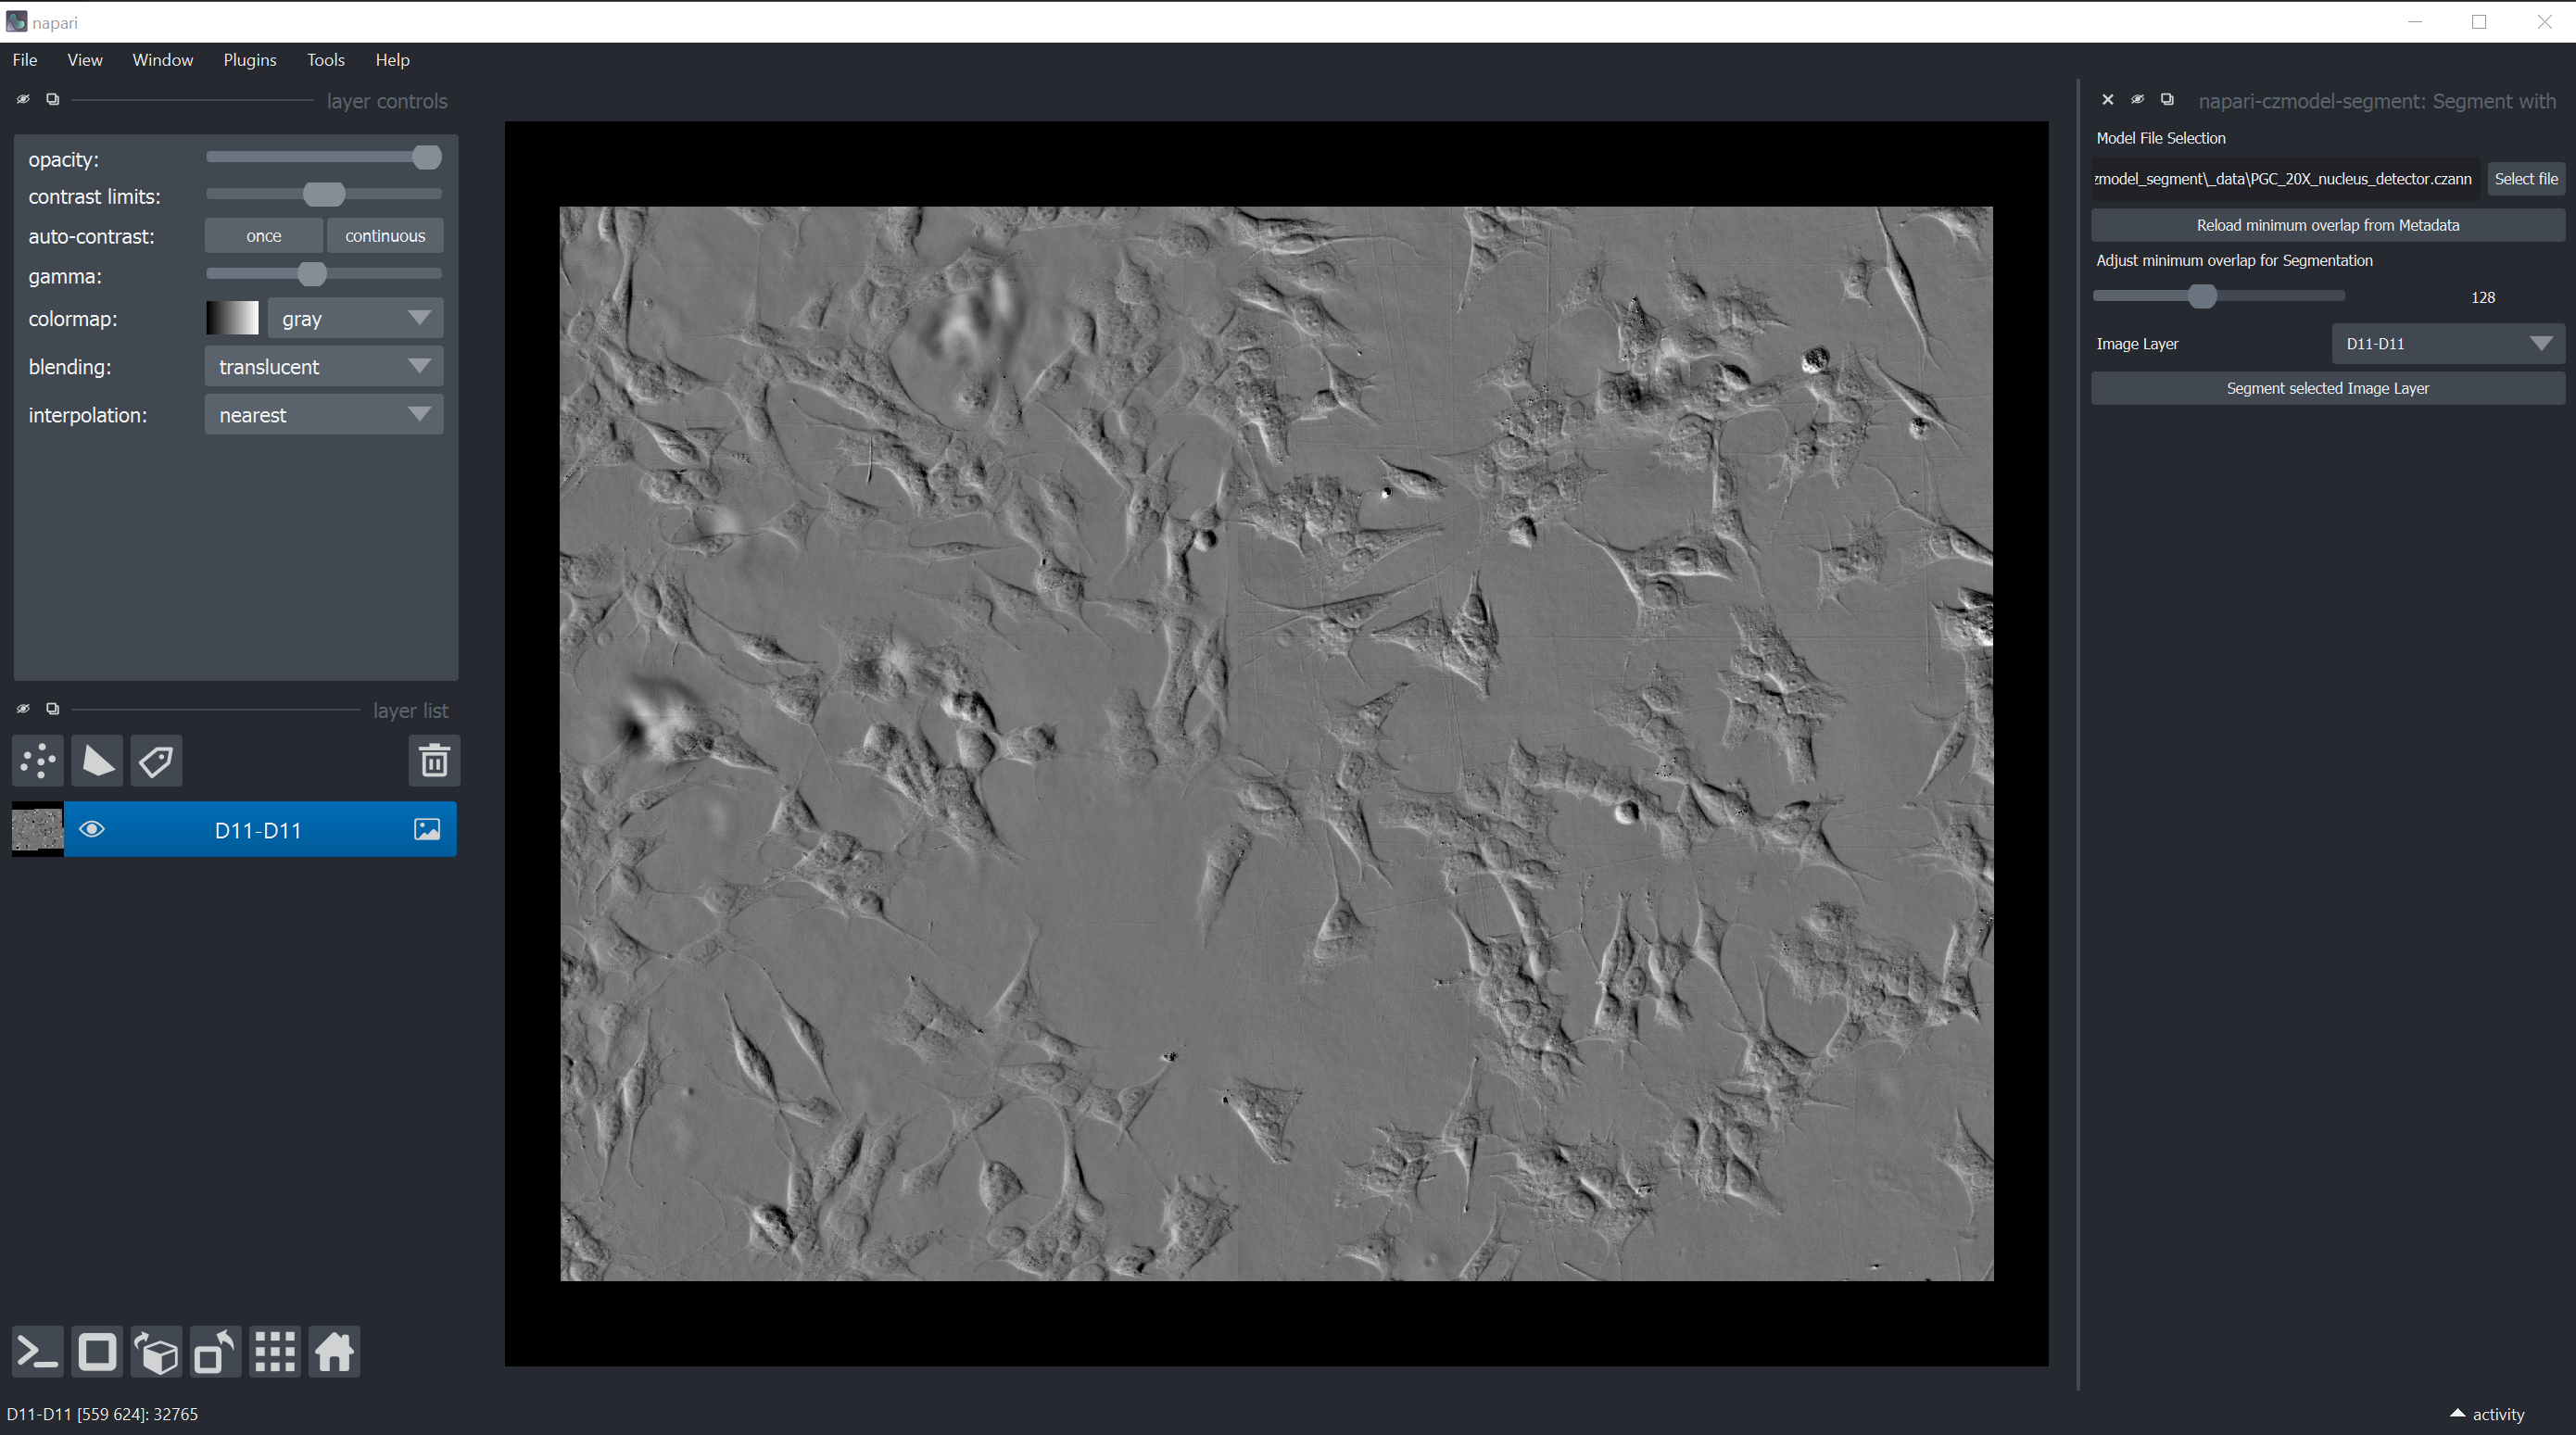 napari
File View Window Plugins Tools Help
layer controls
opacity:
contrast limits:
auto-contrast: once continuous
gamma:
colormap: gray
blending: translucent
interpolation: nearest
layer list
D11-D11
D11-D11 [559 624]: 32765
napari-czmodel-segment: Segment with
Model File Selection
zmodel_segment\_data\PGC_20X_nucleus_detector.czann Select file
Reload minimum overlap from Metadata
Adjust minimum overlap for Segmentation
128
Image Layer D11-D11
Segment selected Image Layer
activity